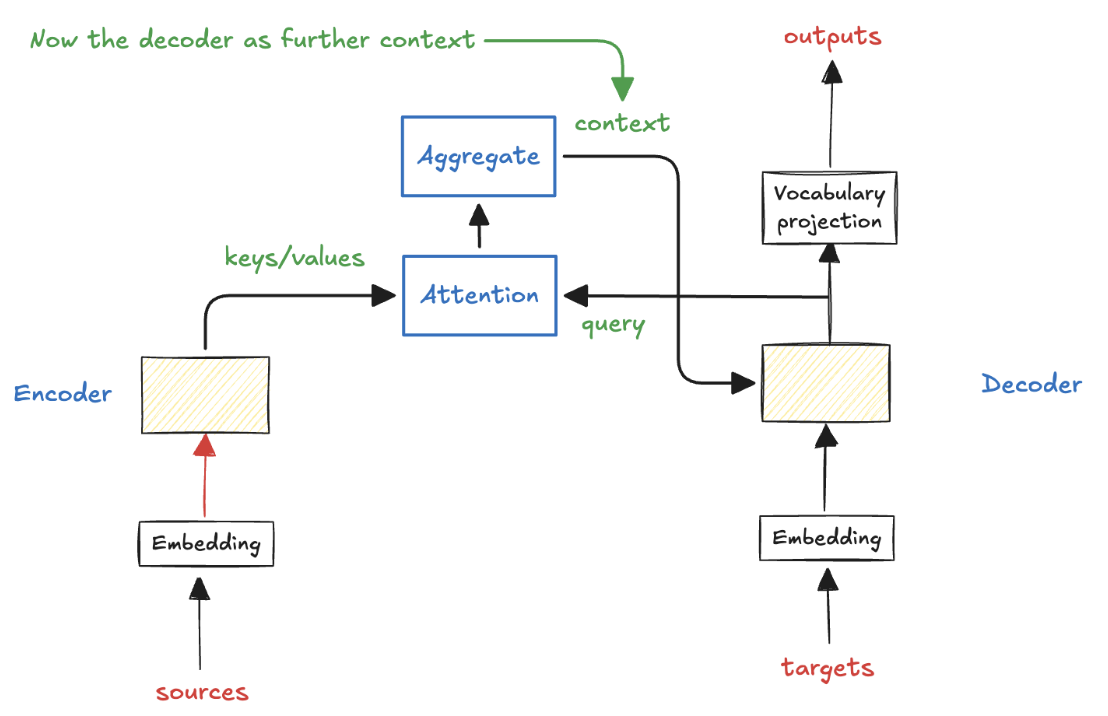 Now the decoder as further context
outputs
context
Aggregate
Vocabulary
projection
keys/values
Attention
query
Encoder
Decoder
Embedding
Embedding
sources
targets